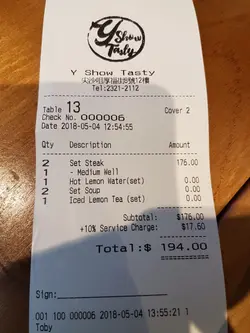 Y Show
Tasty
Y Show Tasty
Tel:2321-2112
Table 13 Cover 2
Check No. 000006
Date 2018-05-04 12:54:55
Qty Description Amount
2 Set Steak 176.00
1 - Medium Well
1 Hot Lemon Water(set) 0.00
2 Set Soup 0.00
1 Iced Lemon Tea (set) 0.00
Subtotal: $176.00
+10% Service Charge: $17.60
Total:$ 194.00
Sign:
001 100 000006 2018-05-04 13:55:21 1
Toby